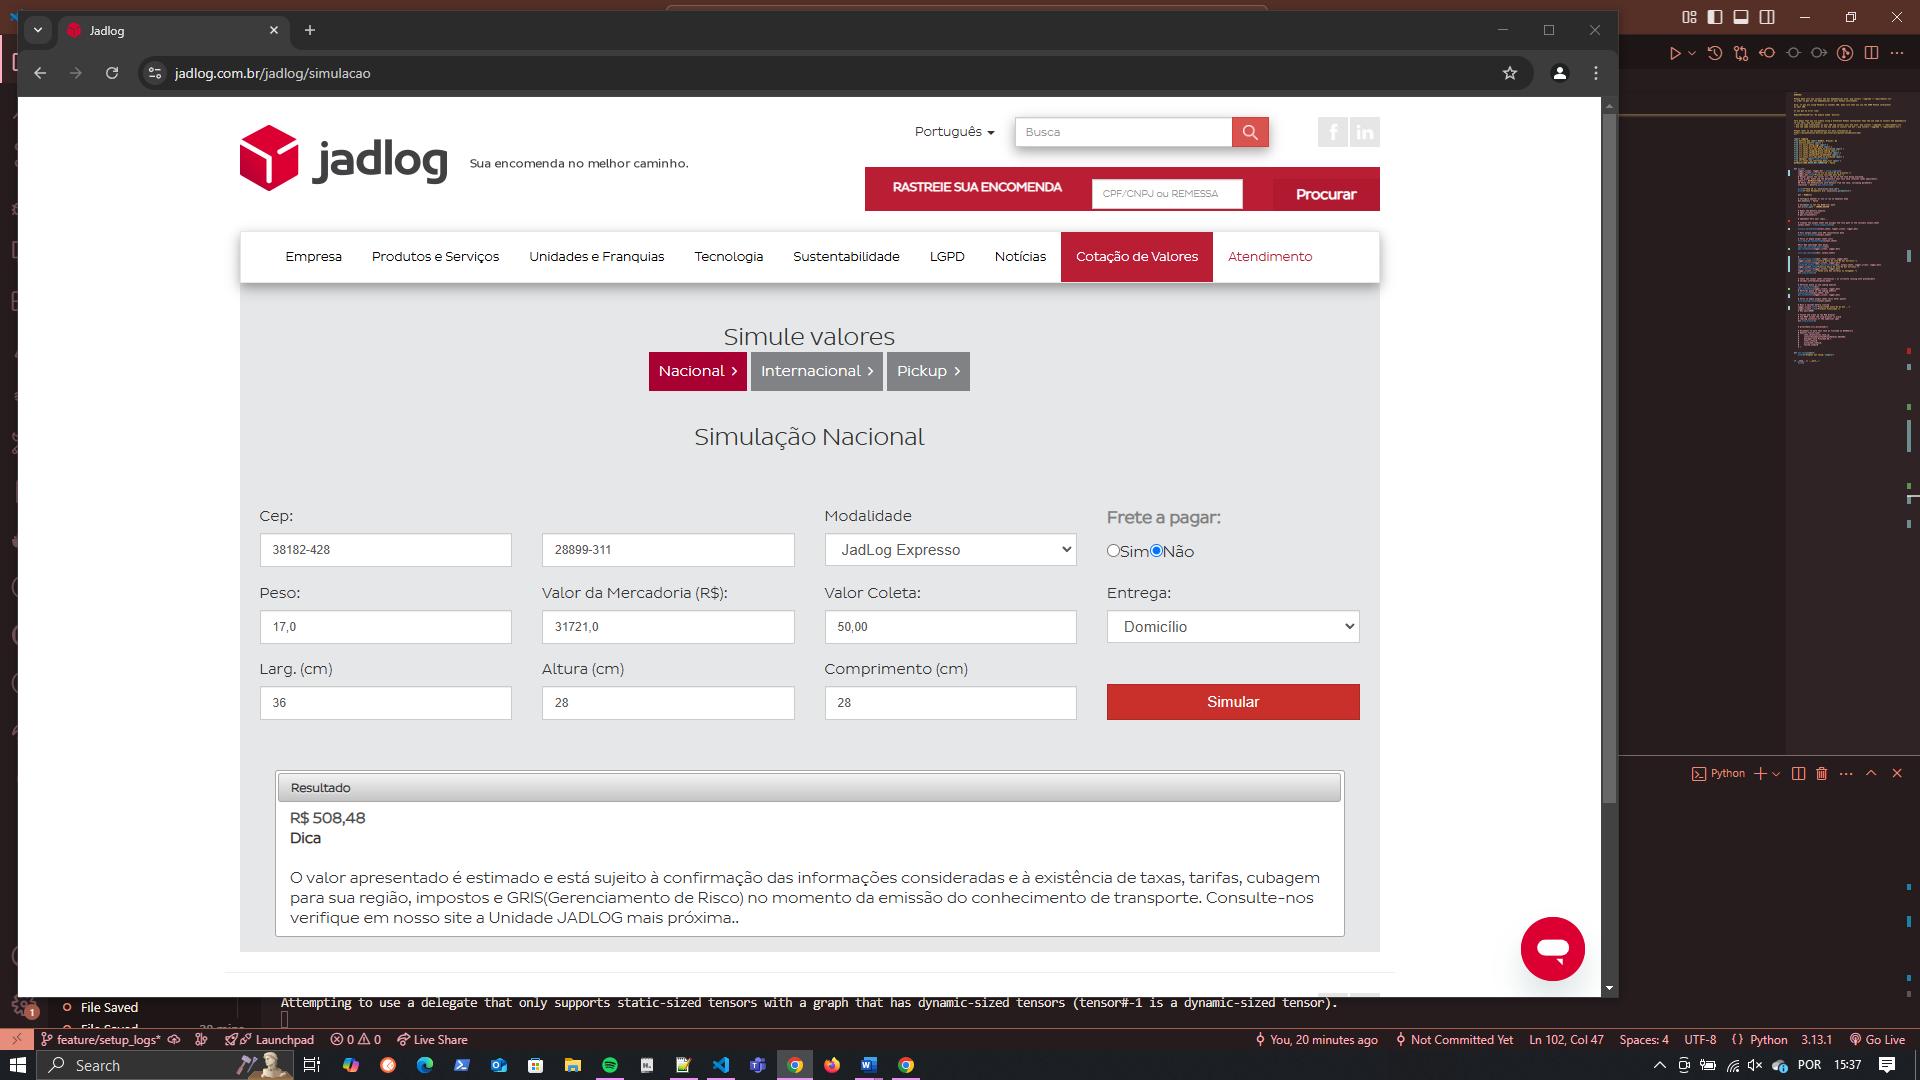 Jadlog
jadlog.com.br/jadlog/simulacao
Português
Busca
jadlog
Sua encomenda no melhor caminho.
RASTREIE SUA ENCOMENDA
CPF/CNPJ ou REMESSA
Procurar
Empresa
Produtos e Serviços
Unidades e Franquias
Tecnologia
Sustentabilidade
LGPD
Notícias
Cotação de Valores
Atendimento
Simule valores
Nacional
Internacional
Pickup
Simulação Nacional
Cep:
Modalidade
Frete a pagar:
38182-428
28899-311
JadLog Expresso
Sim Não
Peso:
Valor da Mercadoria (R$):
Valor Coleta:
Entrega:
17,0
31721,0
50,00
Domicílio
Larg. (cm)
Altura (cm)
Comprimento (cm)
36
28
28
Simular
Resultado
R$ 508,48
Dica
O valor apresentado é estimado e está sujeito à confirmação das informações consideradas e à existência de taxas, tarifas, cubagem
para sua região, impostos e GRIS(Gerenciamento de Risco) no momento da emissão do conhecimento de transporte. Consulte-nos
verifique em nosso site a Unidade JADLOG mais próxima..
Python
File Saved
Attempting to use a delegate that only supports static-sized tensors with a graph that has dynamic-sized tensors (tensor#-1 is a dynamic-sized tensor).
feature/setup_logs*
Launchpad
0 0
Live Share
You, 20 minutes ago
Not Committed Yet
Ln 102, Col 47
Spaces: 4
UTF-8
Python
3.13.1
Go Live
Search
POR
15:37